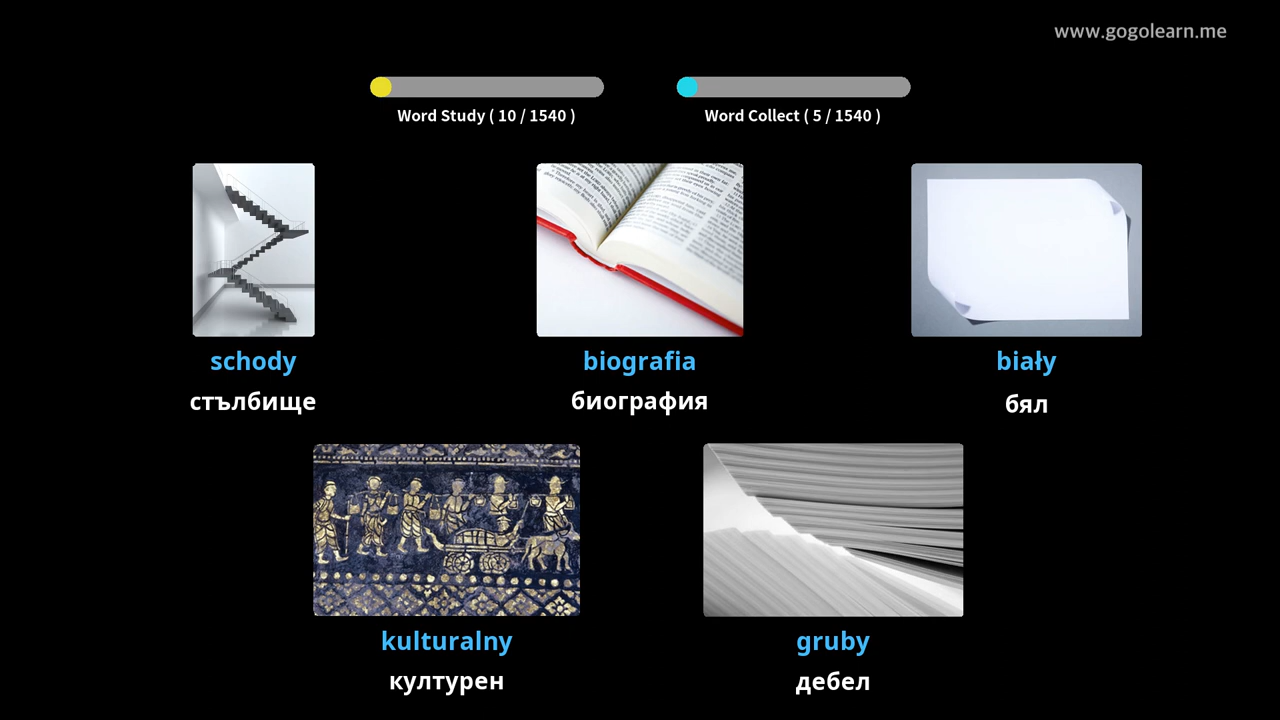 www.gogolearn.me
Word Study ( 10 / 1540 )
Word Collect ( 5 / 1540 )
schody
biografia
biały
стълбище
биография
бял
kulturalny
gruby
културен
дебел